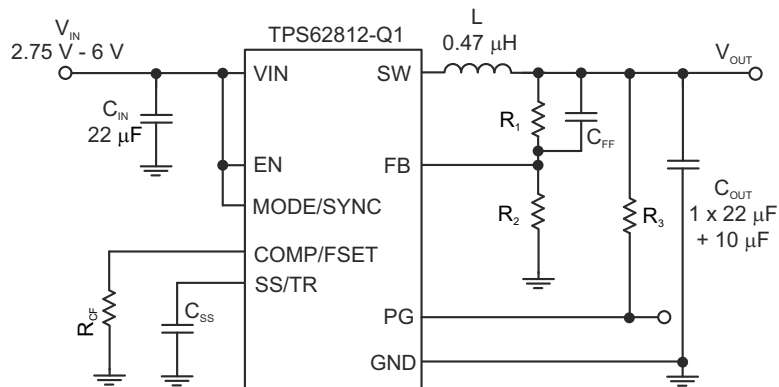 V_IN
2.75 V - 6 V
TPS62812-Q1
L
0.47 μH
V_OUT
VIN
SW
C_IN
22 μF
R_1
C_FF
EN
FB
MODE/SYNC
R_2
R_3
C_OUT
1 x 22 μF
+ 10 μF
COMP/FSET
SS/TR
R_CF
C_SS
PG
GND